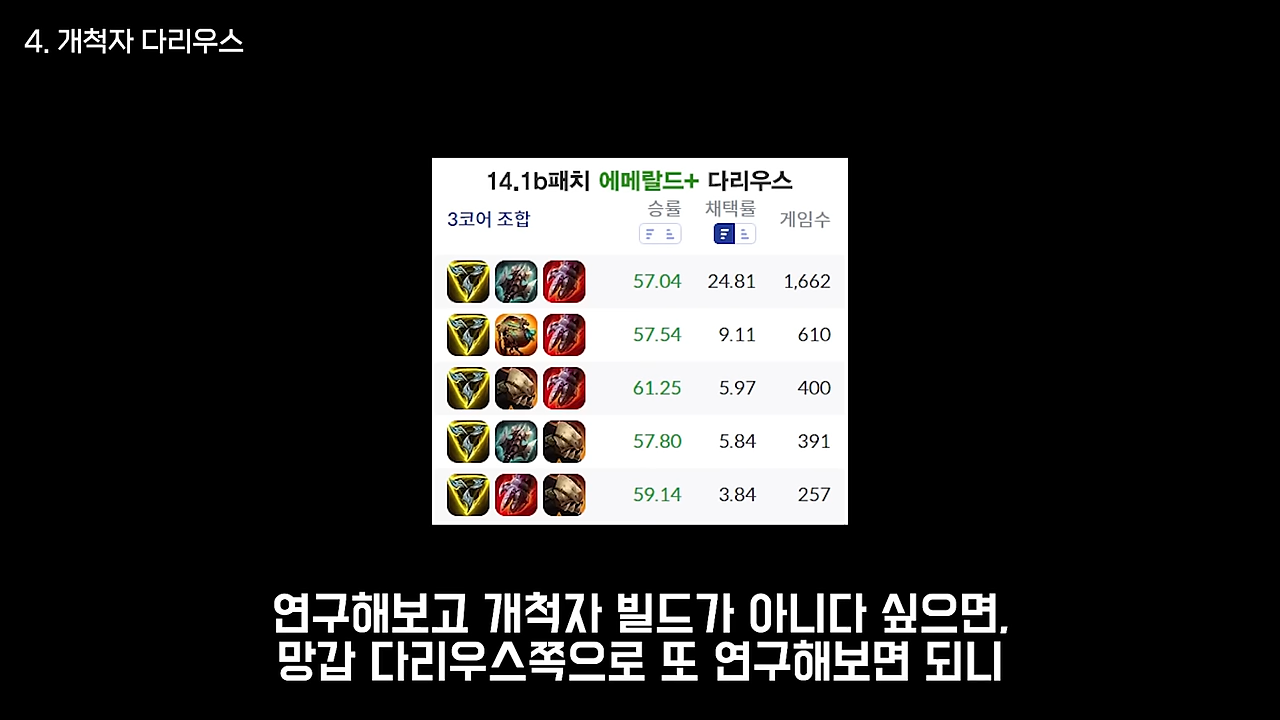 4. 개척자 다리우스
14.1b패치 에메랄드+ 다리우스
3코어 조합 승률 채택률 게임수
57.04 24.81 1,662
57.54 9.11 610
61.25 5.97 400
57.80 5.84 391
59.14 3.84 257
연구해보고 개척자 빌드가 아니다 싶으면,
망갑 다리우스쪽으로 또 연구해보면 되니